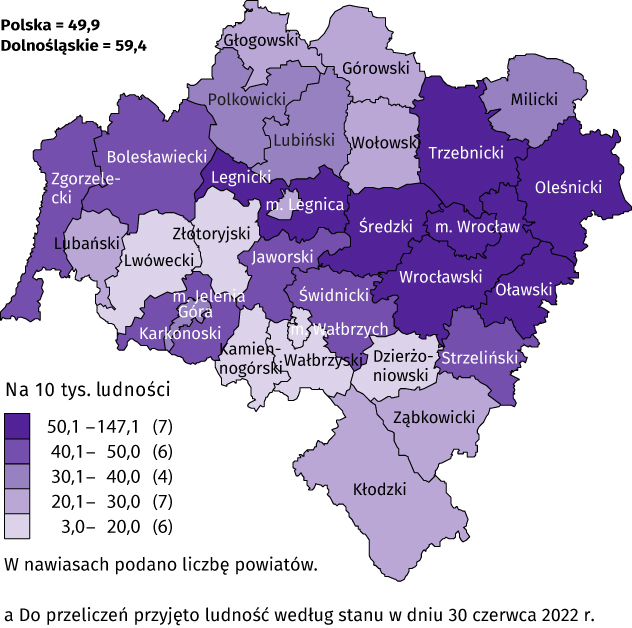 Polska = 49,9
Dolnośląskie = 59,4
Głogowski
Górowski
Polkowicki
Milicki
Lubiński
Wołowski
Trzebnicki
Bolesławiecki
Legnicki
Zgorzele-
cki
Oleśnicki
m. Legnica
Średzki
m. Wrocław
Złotoryjski
Lubański
Lwówecki
Jaworski
Wrocławski
Oławski
Świdnicki
m. Jelenia
Góra
Karkonoski
m. Wałbrzych
Kamien-
nogórski
Wałbrzyski
Dzierżo-
niowski
Strzeliński
Ząbkowicki
Kłodzki
Na 10 tys. ludności
50,1 – 147,1 (7)
40,1 – 50,0 (6)
30,1 – 40,0 (4)
20,1 – 30,0 (7)
3,0 – 20,0 (6)
W nawiasach podano liczbę powiatów.
a Do przeliczeń przyjęto ludność według stanu w dniu 30 czerwca 2022 r.